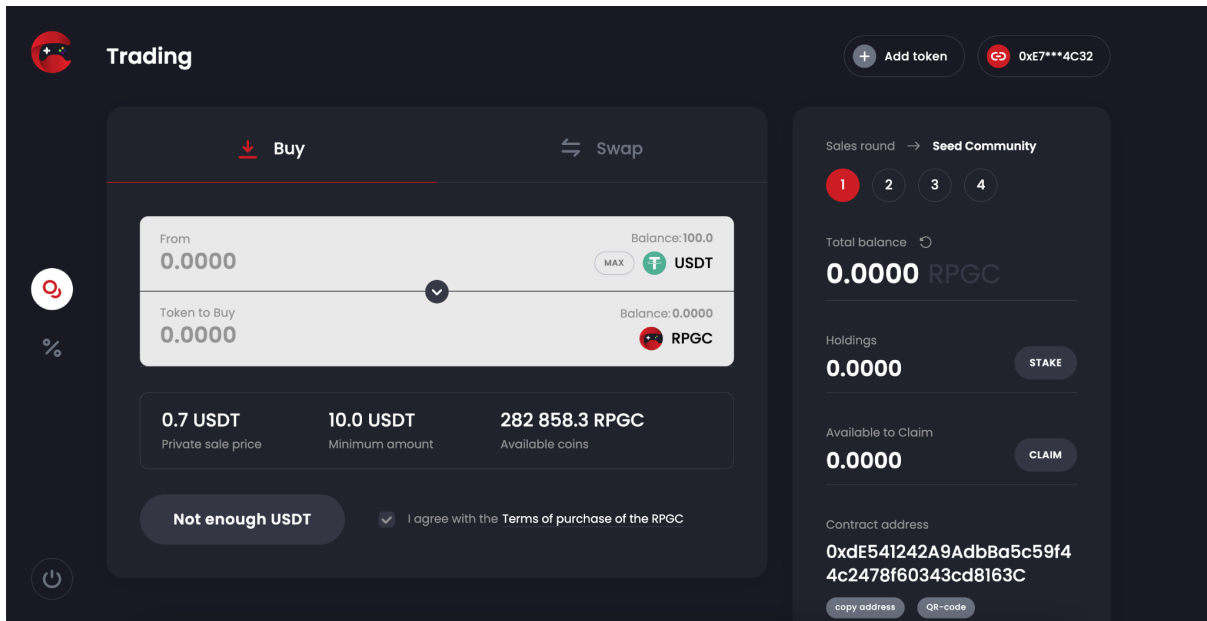 Trading
Add token
0xE7***4C32
Buy
Swap
From
Balance:100.0
0.0000
MAX
USDT
Token to Buy
Balance:0.0000
0.0000
RPGC
0.7 USDT
10.0 USDT
282 858.3 RPGC
Private sale price
Minimum amount
Available coins
Not enough USDT
I agree with the Terms of purchase of the RPGC
Sales round → Seed Community
1
2
3
4
Total balance
0.0000 RPGC
Holdings
0.0000
STAKE
Available to Claim
0.0000
CLAIM
Contract address
0xdE541242A9AdbBa5c59f4
4c2478f60343cd8163C
copy address
QR-code